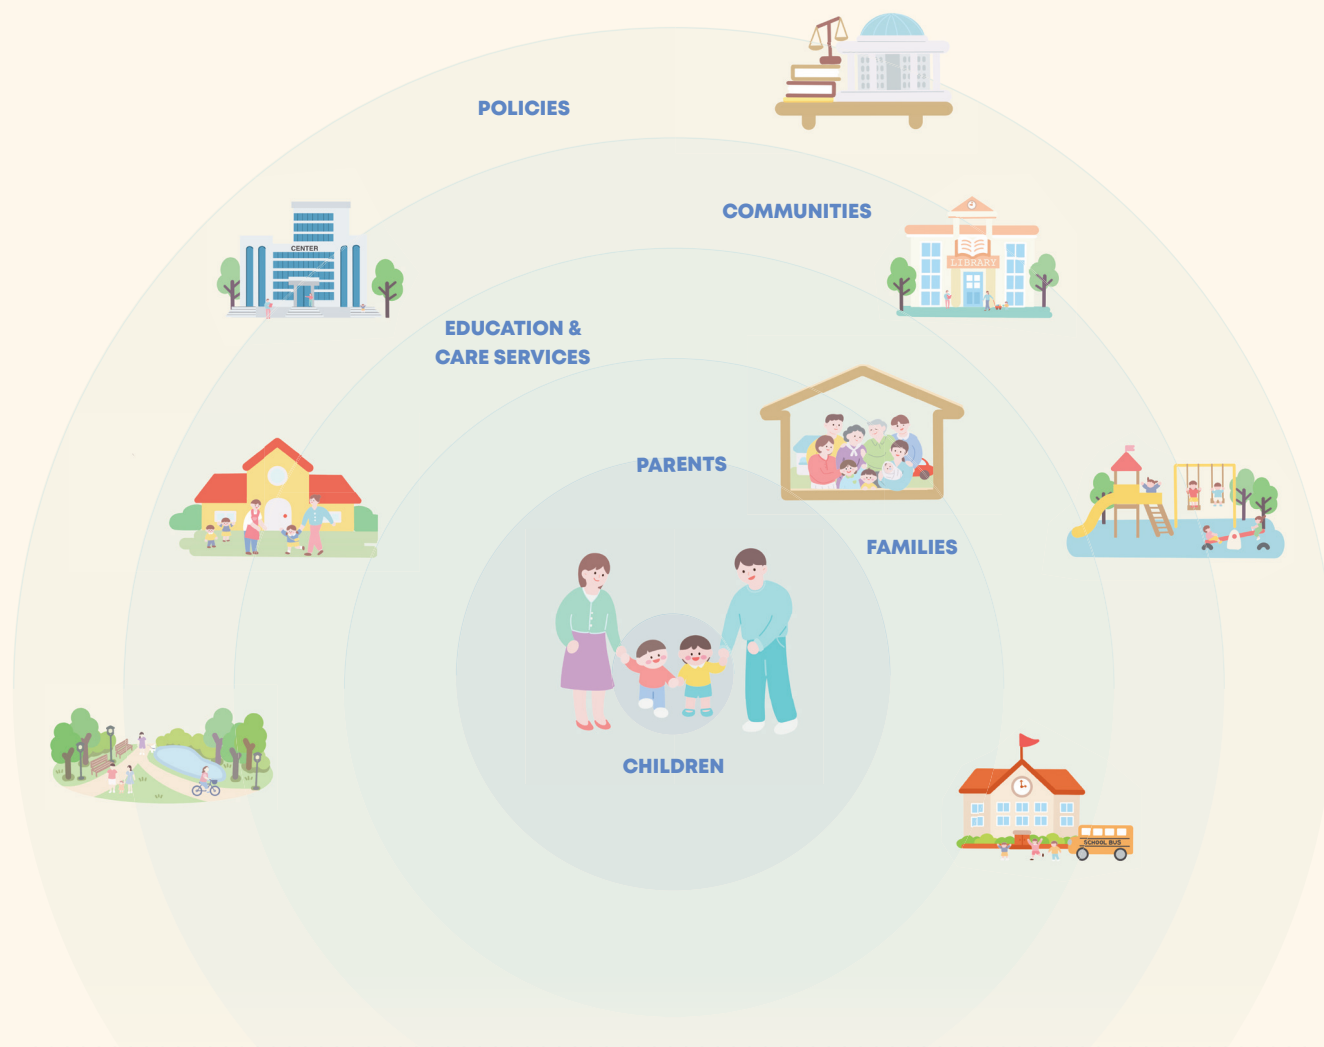 POLICIES
COMMUNITIES
CENTER
LIBRARY
EDUCATION &
CARE SERVICES
PARENTS
FAMILIES
CHILDREN
SCHOOL BUS